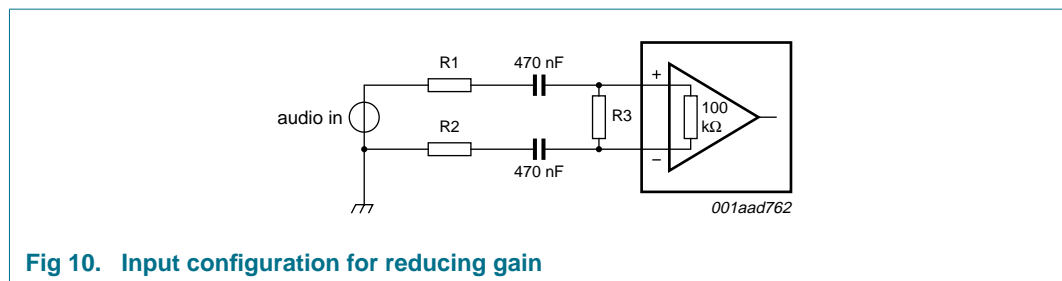 R1
470 nF
+
audio in
R3
100
kΩ
R2
−
470 nF
001aad762
Fig 10. Input configuration for reducing gain